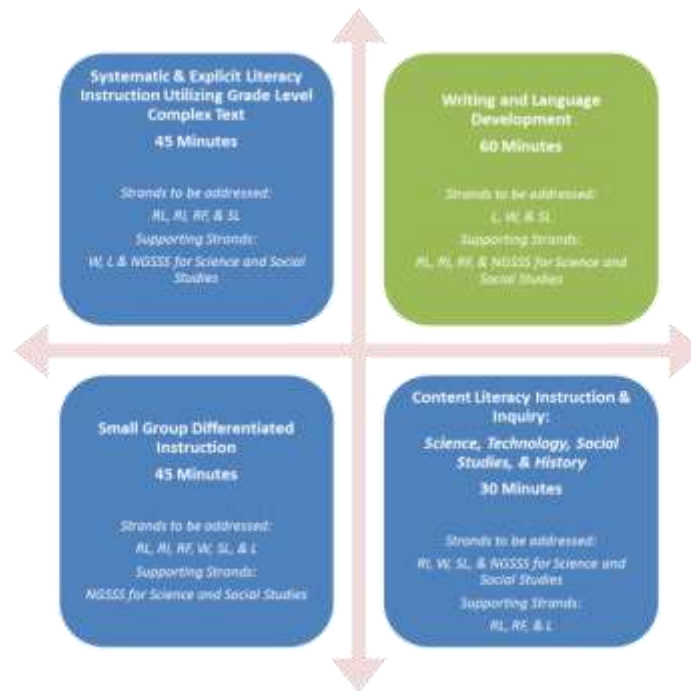 Systematic & Explicit Literacy
Instruction Utilizing Grade Level
Complex Text
45 Minutes
Strands to be addressed:
RL, RI, RF, & SL
Supporting Strands:
W, L & NGSSS for Science and Social
Studies
Writing and Language
Development
60 Minutes
Strands to be addressed:
L, W, & SL
Supporting Strands:
RL, RI, RF, & NGSSS for Science and
Social Studies
Small Group Differentiated
Instruction
45 Minutes
Strands to be addressed:
RL, RI, RF, W, SL, & L
Supporting Strands:
NGSSS for Science and Social Studies
Content Literacy Instruction &
Inquiry:
Science, Technology, Social
Studies, & History
30 Minutes
Strands to be addressed:
RI, W, SL, & NGSSS for Science and
Social Studies
Supporting Strands:
RL, RF, & L